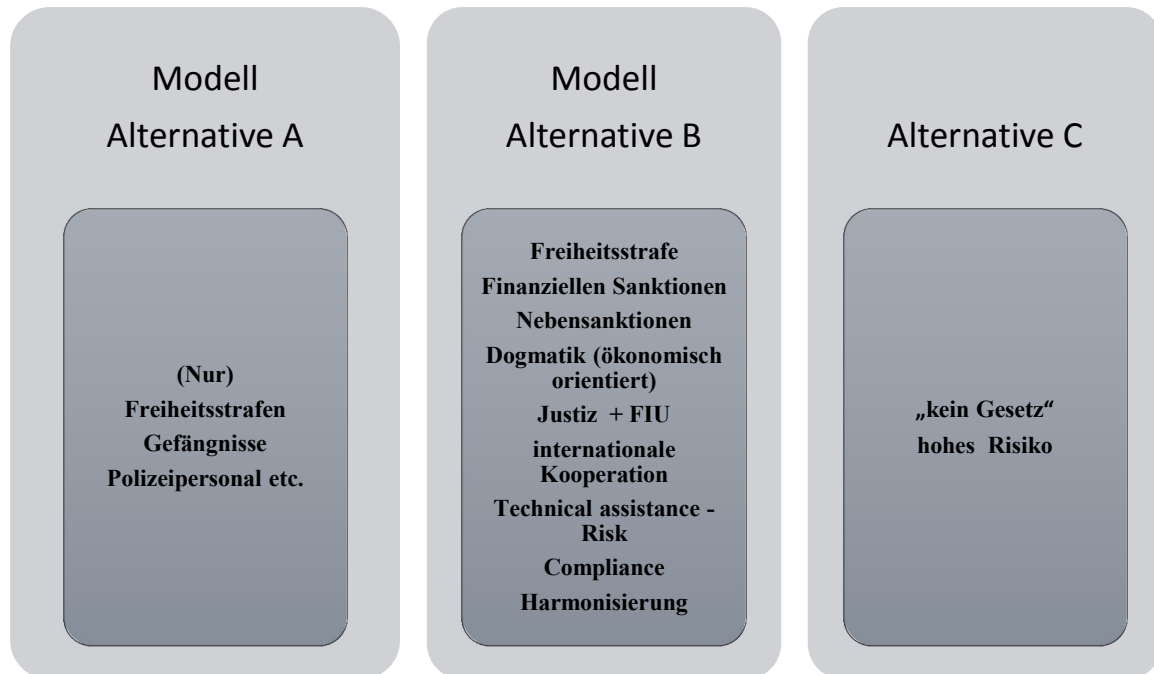 Modell
Alternative A
(Nur)
Freiheitsstrafen
Gefängnisse
Polizeipersonal etc.
Modell
Alternative B
Freiheitsstrafe
Finanziellen Sanktionen
Nebensanktionen
Dogmatik (ökonomisch
orientiert)
Justiz + FIU
internationale
Kooperation
Technical assistance -
Risk
Compliance
Harmonisierung
Alternative C
„kein Gesetz“
hohes Risiko